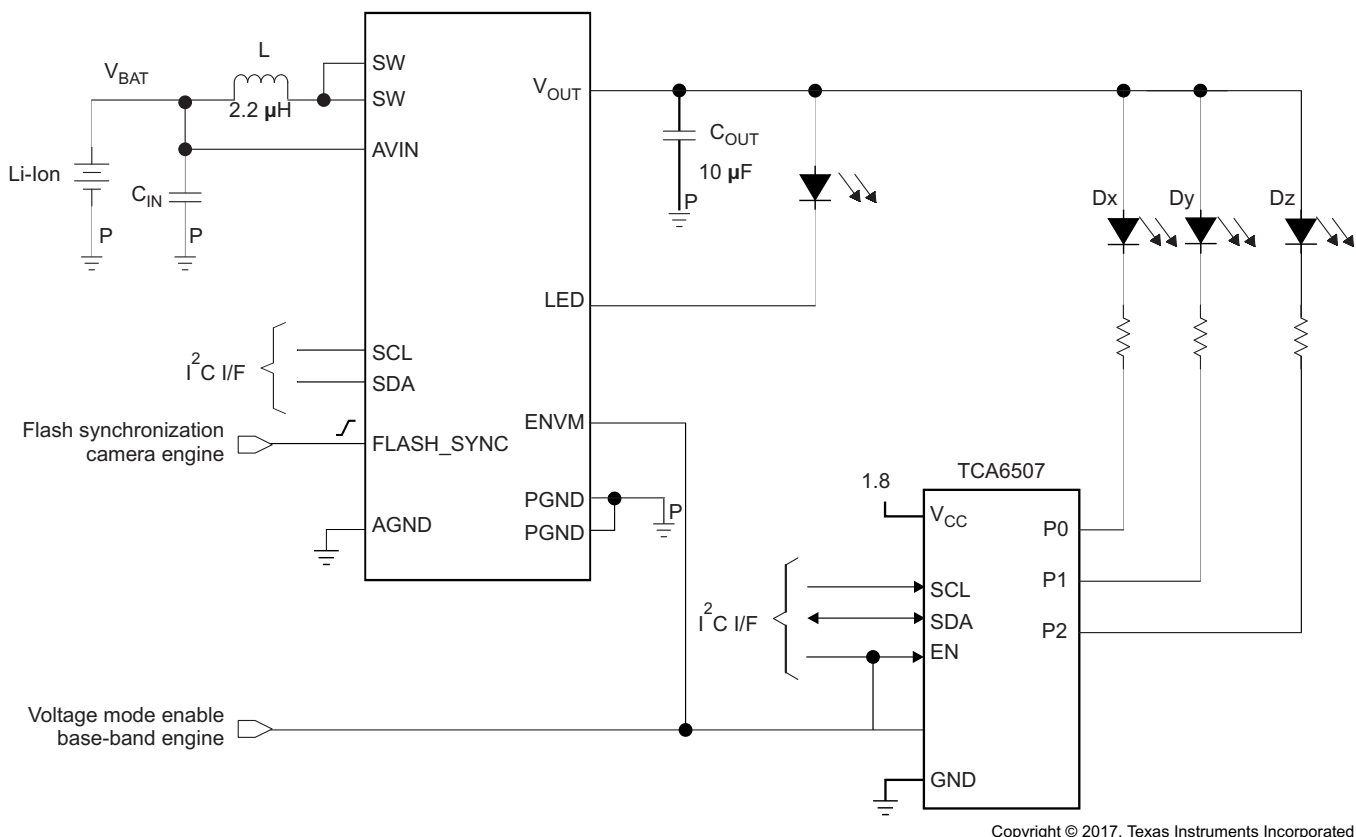 L
V_BAT
2.2 µH
SW
SW
AVIN
Li-Ion
C_IN
P
P
V_OUT
C_OUT
10 µF
P
Dx
Dy
Dz
LED
I²C I/F
SCL
SDA
Flash synchronization
camera engine
FLASH_SYNC
ENVM
AGND
PGND
PGND
P
TCA6507
1.8
V_CC
P0
P1
P2
I²C I/F
SCL
SDA
EN
Voltage mode enable
base-band engine
GND
Copyright © 2017, Texas Instruments Incorporated